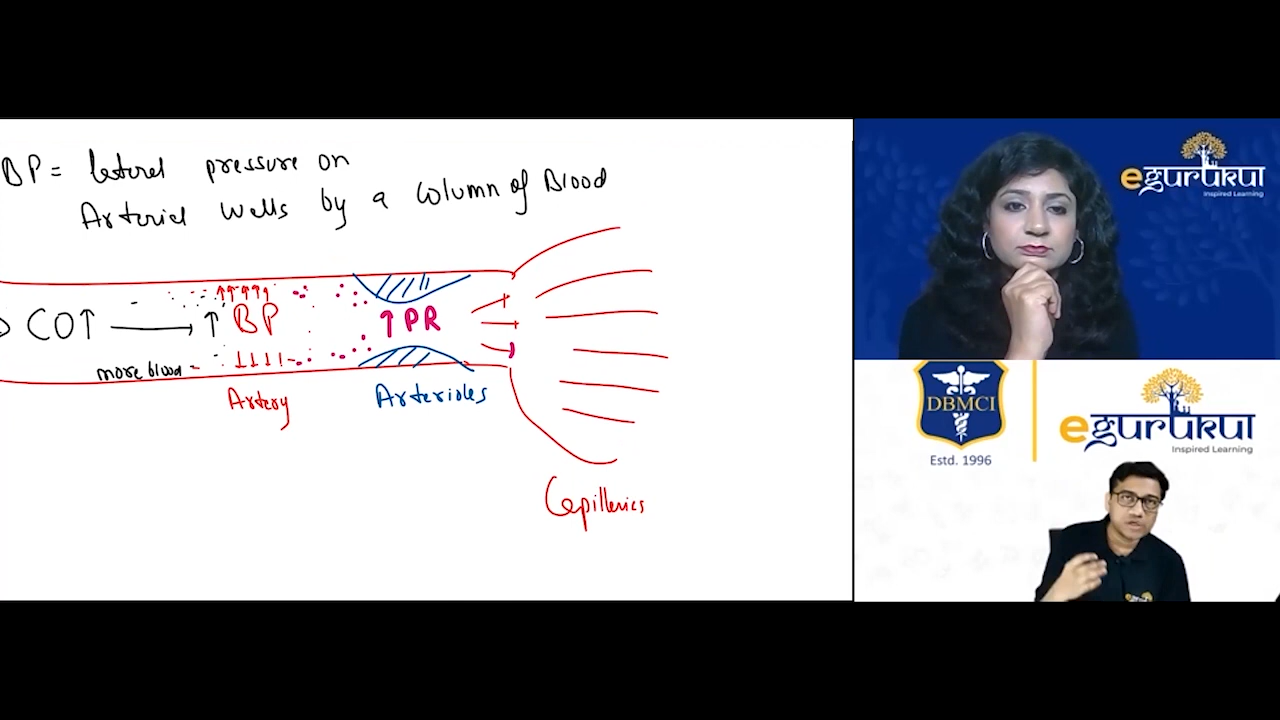 BP = lateral pressure on
Arterial walls by a column of Blood
CO↑ → ↑ BP
↑ PR
more blood
Artery
Arterioles
Capillaries
egurukul
Inspired Learning
DBMCI
Estd. 1996
egurukul
Inspired Learning